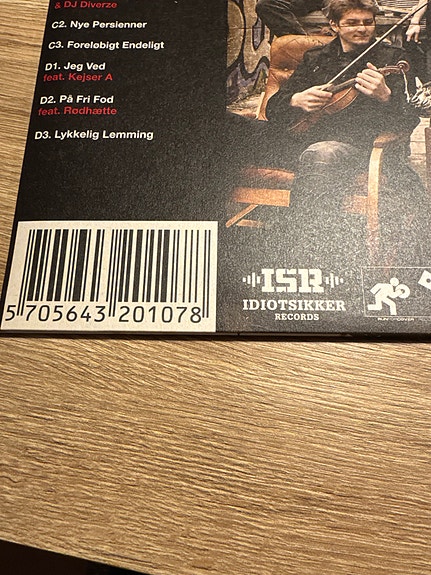 & DJ Diverze
C2. Nye Persienner
C3. Foreløbigt Endeligt
D1. Jeg Ved
feat. Kejser A
D2. På Fri Fod
feat. Rødhætte
D3. Lykkelig Lemming
5 705643 201078
ISR
IDIOTSIKKER
RECORDS
RUNFORCOVER